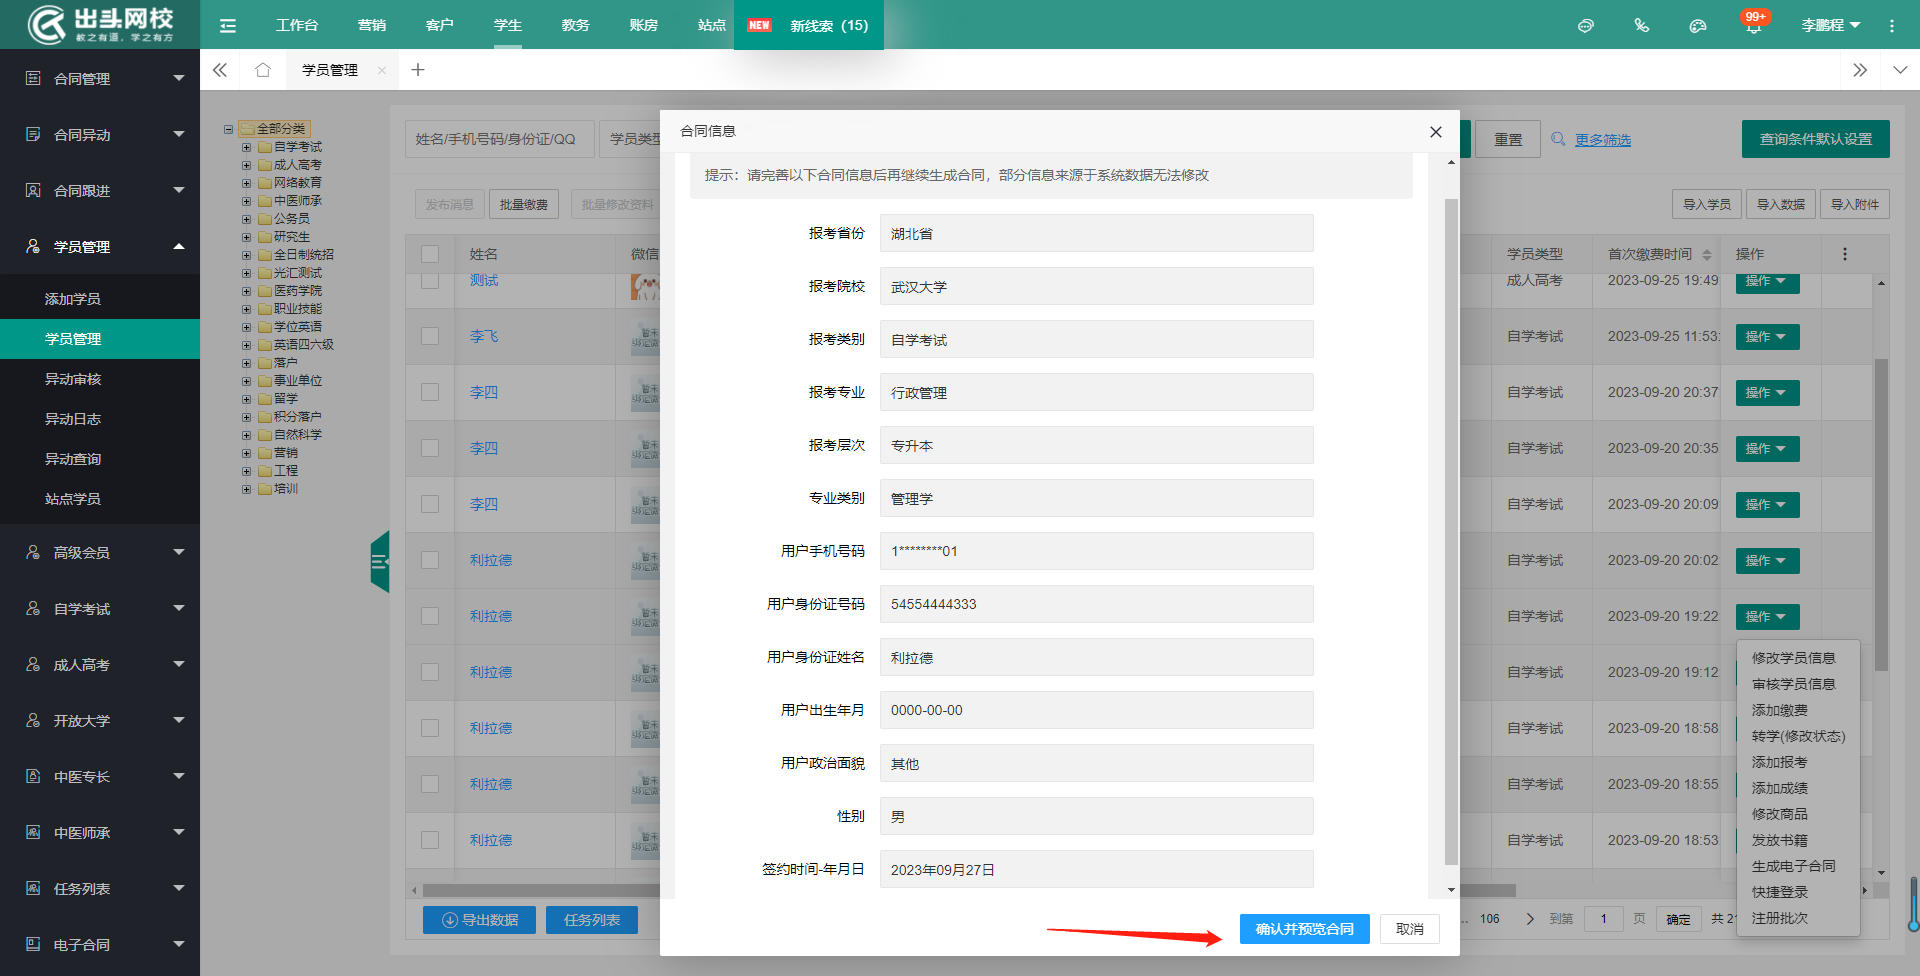 出头网校
教之有道，学之有方
工作台
营销
客户
学生
教务
账房
站点
NEW
新线索 (15)
99+
李鹏程
学员管理
合同管理
合同异动
合同跟进
学员管理
添加学员
学员管理
异动审核
异动日志
异动查询
站点学员
高级会员
自学考试
成人高考
开放大学
中医专长
中医师承
任务列表
电子合同
全部分类
自学考试
成人高考
网络教育
中医师承
公务员
研究生
全日制统招
光汇测试
医药学院
职业技能
学位英语
英语四六级
落户
事业单位
留学
积分落户
自然科学
营销
工程
培训
姓名/手机号码/身份证/QQ
学员类型
重置
更多筛选
查询条件默认设置
发布消息
批量缴费
批量修改资料
导入学员
导入数据
导入附件
姓名
微信
学员类型
首次缴费时间
操作
测试
成人高考
2023-09-25 19:49
操作
李飞
自学考试
2023-09-25 11:53:
操作
李四
自学考试
2023-09-20 20:37
操作
李四
自学考试
2023-09-20 20:35
操作
李四
自学考试
2023-09-20 20:09
操作
利拉德
自学考试
2023-09-20 20:02
操作
利拉德
自学考试
2023-09-20 19:22
操作
利拉德
自学考试
2023-09-20 19:12
利拉德
自学考试
2023-09-20 18:58
利拉德
自学考试
2023-09-20 18:55
利拉德
自学考试
2023-09-20 18:53
修改学员信息
审核学员信息
添加缴费
转学(修改状态)
添加报考
添加成绩
修改商品
发放书籍
生成电子合同
快捷登录
注册批次
导出数据
任务列表
... 106
到第
1
页
确定
共 21
合同信息
提示：请完善以下合同信息后再继续生成合同，部分信息来源于系统数据无法修改
报考省份
湖北省
报考院校
武汉大学
报考类别
自学考试
报考专业
行政管理
报考层次
专升本
专业类别
管理学
用户手机号码
1********01
用户身份证号码
54554444333
用户身份证姓名
利拉德
用户出生年月
0000-00-00
用户政治面貌
其他
性别
男
签约时间-年月日
2023年09月27日
确认并预览合同
取消